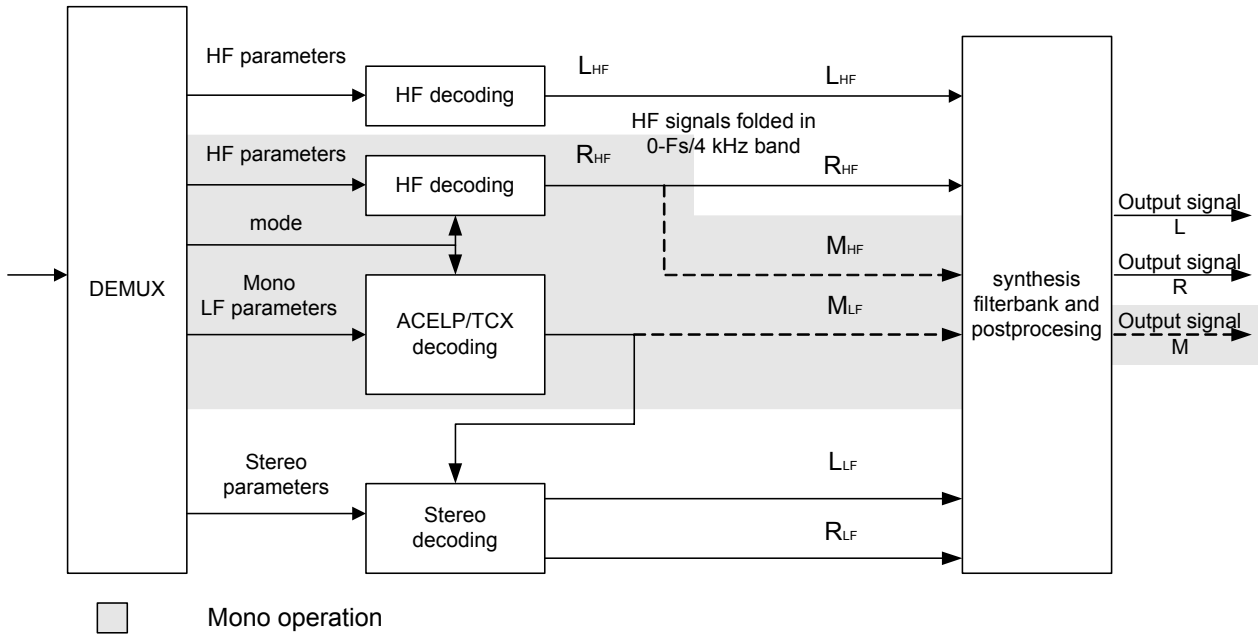 HF parameters
HF decoding
LHF
LHF
HF signals folded in
0-Fs/4 kHz band
HF parameters
HF decoding
RHF
RHF
mode
Output signal
L
MHF
DEMUX
Mono
LF parameters
ACELP/TCX
decoding
MLF
synthesis
filterbank and
postprocesing
Output signal
R
Output signal
M
Stereo
parameters
Stereo
decoding
LLF
RLF
Mono operation